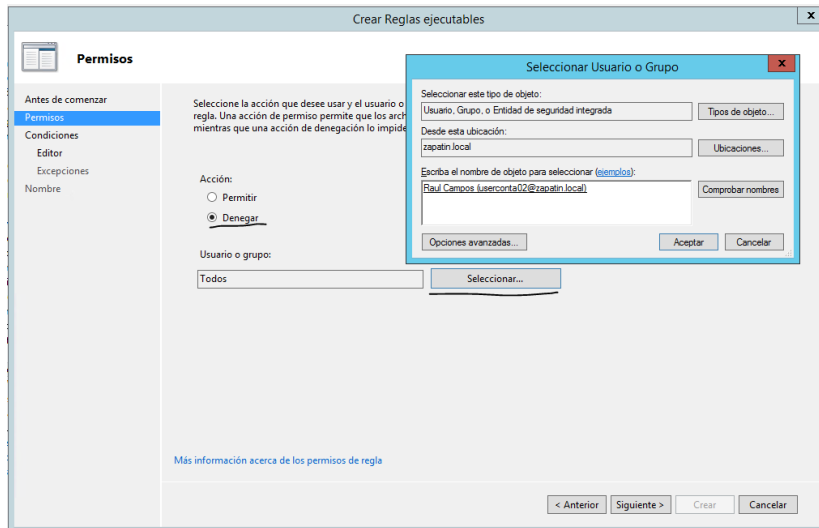 Crear Reglas ejecutables
x
Permisos
Antes de comenzar
Permisos
Condiciones
Editor
Excepciones
Nombre
Seleccione la acción que desee usar y el usuario o
regla. Una acción de permiso permite que los arch
mientras que una acción de denegación lo impide
Acción:
Permitir
Denegar
Usuario o grupo:
Todos
Seleccionar...
Más información acerca de los permisos de regla
< Anterior
Siguiente >
Crear
Cancelar
Seleccionar Usuario o Grupo
x
Seleccionar este tipo de objeto:
Usuario, Grupo, o Entidad de seguridad integrada
Tipos de objeto...
Desde esta ubicación:
zapatin.local
Ubicaciones...
Escriba el nombre de objeto para seleccionar (ejemplos):
Raul Campos (userconta02@zapatin.local)
Comprobar nombres
Opciones avanzadas...
Aceptar
Cancelar